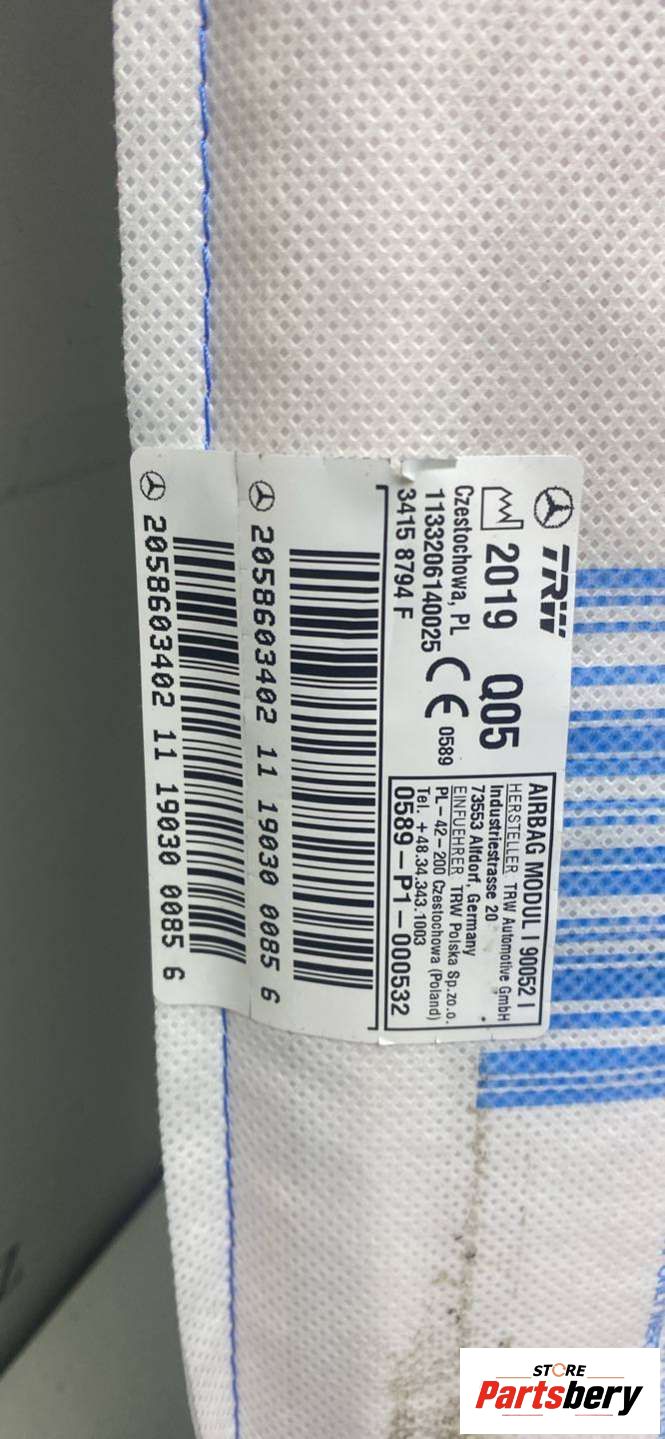 TRW
2019 Q05
Czestochowa, PL
1133206140025
3415 8794 F
CE 0589
AIRBAG MODUL I 90052 I
HERSTELLER TRW Automotive GmbH
Industriestrasse 20
73553 Alfdorf, Germany
EINFUEHRER TRW Polska Sp.zo.o.
PL-42-200 Czestochowa (Poland)
Tel. +48.34.343.1003
0589-P1-000532
2058603402 11 19030 0085 6
2058603402 11 19030 0085 6
STORE
Partsbery